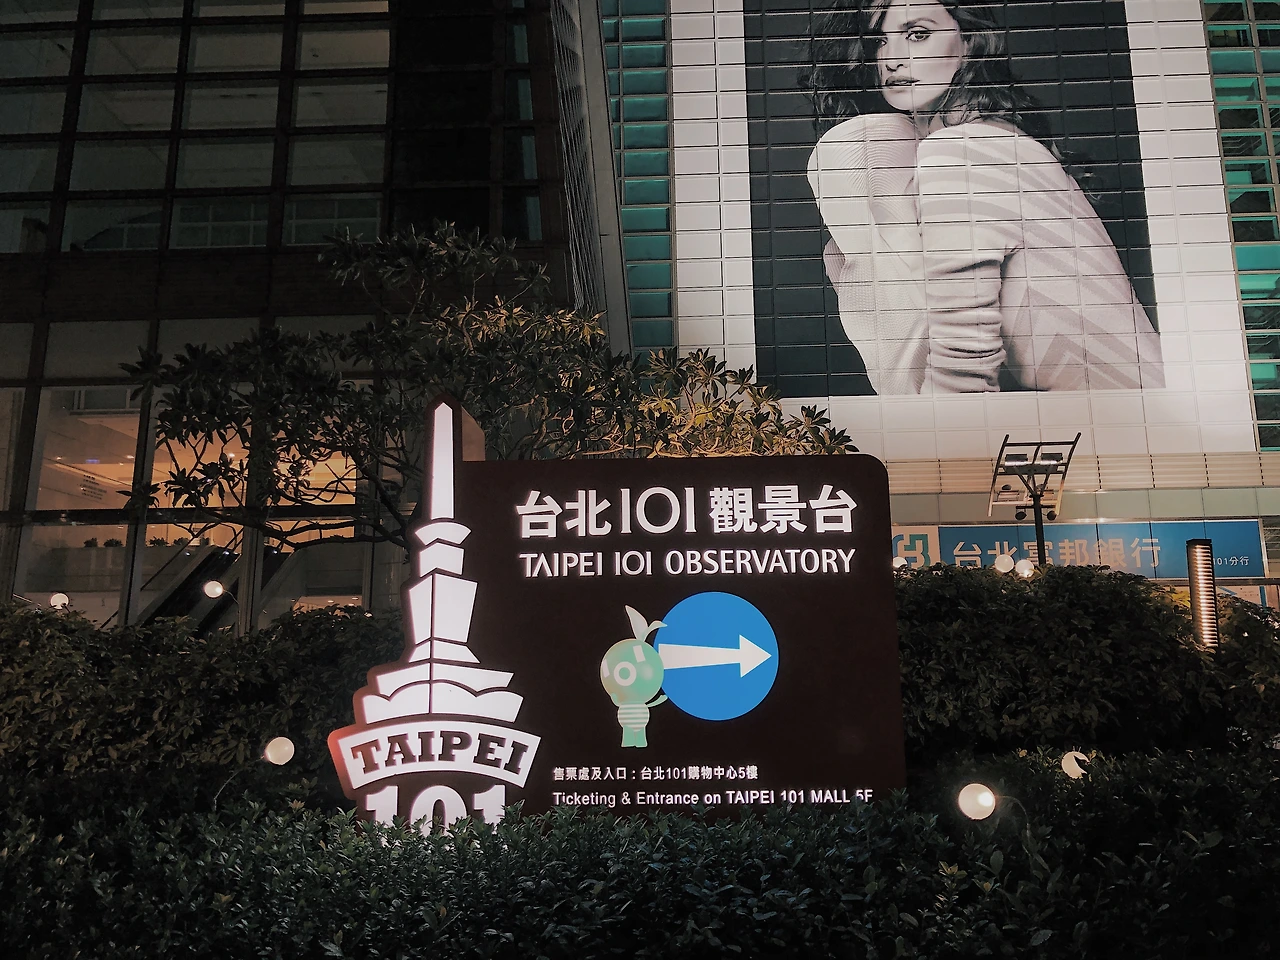 台北101觀景台
TAIPEI 101 OBSERVATORY
TAIPEI
101
售票處及入口：台北101購物中心5樓
Ticketing & Entrance on TAIPEI 101 MALL 5F
台北富邦銀行
101分行